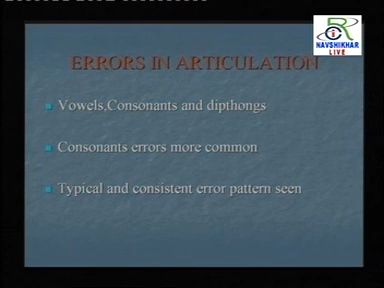 NAVSHIKHAR
LIVE
ERRORS IN ARTICULATION
Vowels,Consonants and dipthongs
Consonants errors more common
Typical and consistent error pattern seen